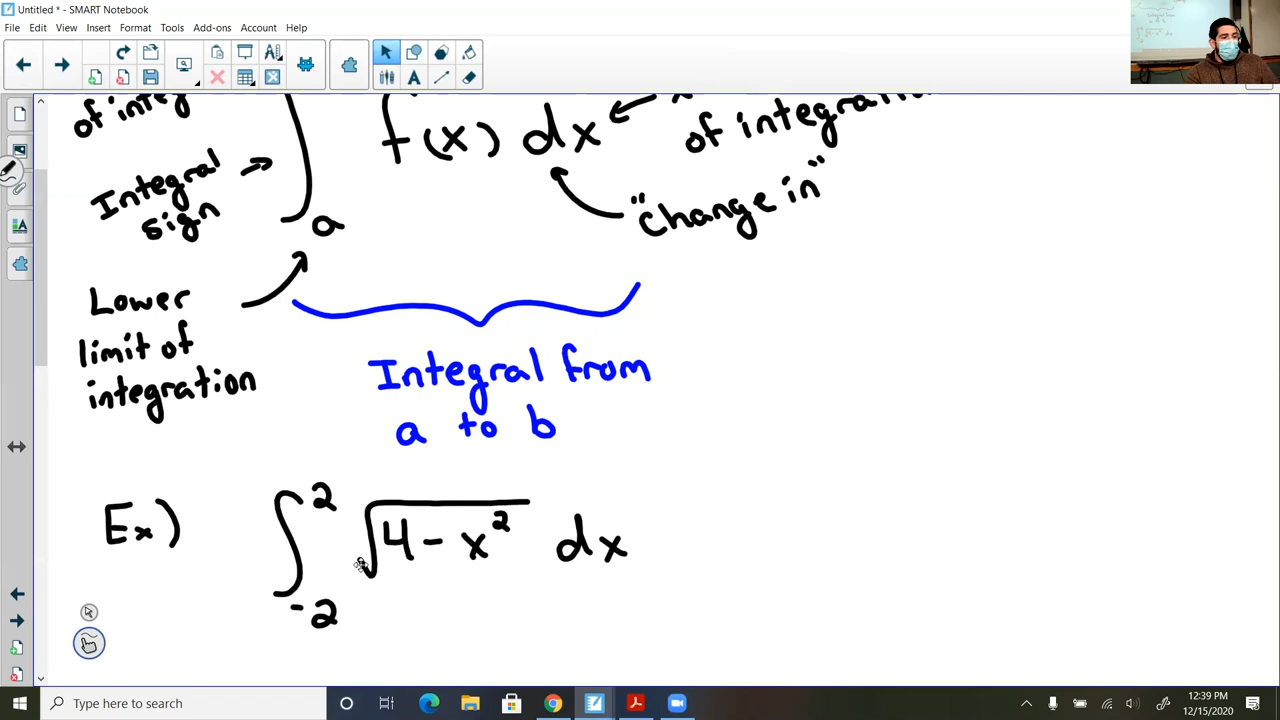 Untitled * - SMART Notebook
File Edit View Insert Format Tools Add-ons Account Help
of integ
f(x) dx
of integration
Integral
sign
a
"change in"
Lower
limit of
integration
Integral from
a to b
Ex) ∫₋₂² √(4 - x²) dx
Type here to search
12:39 PM
12/15/2020